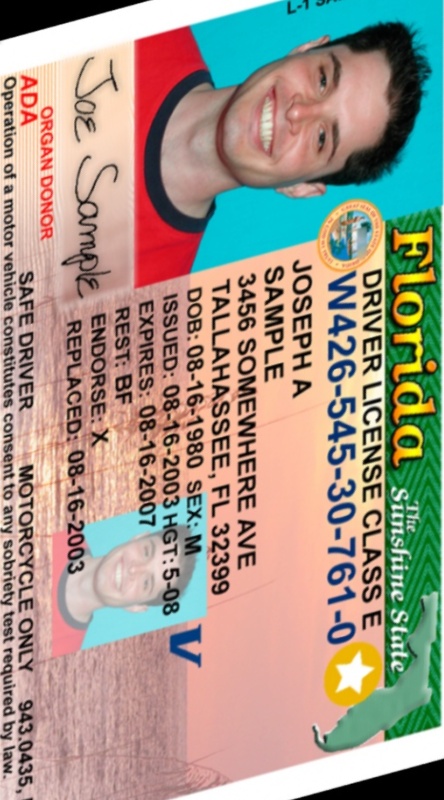 L-1
Florida
The
Sunshine State
DRIVER LICENSE CLASS E
W426-545-30-761-0
JOSEPH A
SAMPLE
3456 SOMEWHERE AVE
TALLAHASSEE, FL 32399
DOB: 08-16-1980 SEX: M
ISSUED: 08-16-2003 HGT: 5-08
EXPIRES: 08-16-2007
REST: BF
ENDORSE: X
REPLACED: 08-16-2003
V
Joe Sample
ORGAN DONOR
ADA
SAFE DRIVER MOTORCYCLE ONLY 943.0435,
Operation of a motor vehicle constitutes consent to any sobriety test required by law.